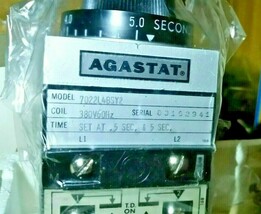 4.0 5.0 SECON
AGASTAT.
MODEL
COIL 380V60Hz SERIAL
TIME SET AT .5 SEC. & 5 SEC.
L1 L2
T.D.
ON